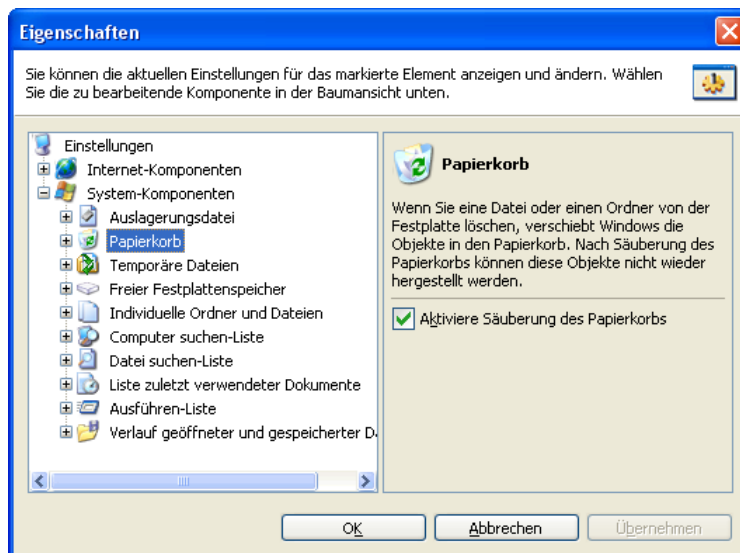 Eigenschaften
Sie können die aktuellen Einstellungen für das markierte Element anzeigen und ändern. Wählen
Sie die zu bearbeitende Komponente in der Baumansicht unten.
Einstellungen
Internet-Komponenten
System-Komponenten
Auslagerungsdatei
Papierkorb
Temporäre Dateien
Freier Festplattenspeicher
Individuelle Ordner und Dateien
Computer suchen-Liste
Datei suchen-Liste
Liste zuletzt verwendeter Dokumente
Ausführen-Liste
Verlauf geöffneter und gespeicherter D
Papierkorb
Wenn Sie eine Datei oder einen Ordner von der
Festplatte löschen, verschiebt Windows die
Objekte in den Papierkorb. Nach Säuberung des
Papierkorbs können diese Objekte nicht wieder
hergestellt werden.
Aktiviere Säuberung des Papierkorbs
OK
Abbrechen
Übernehmen